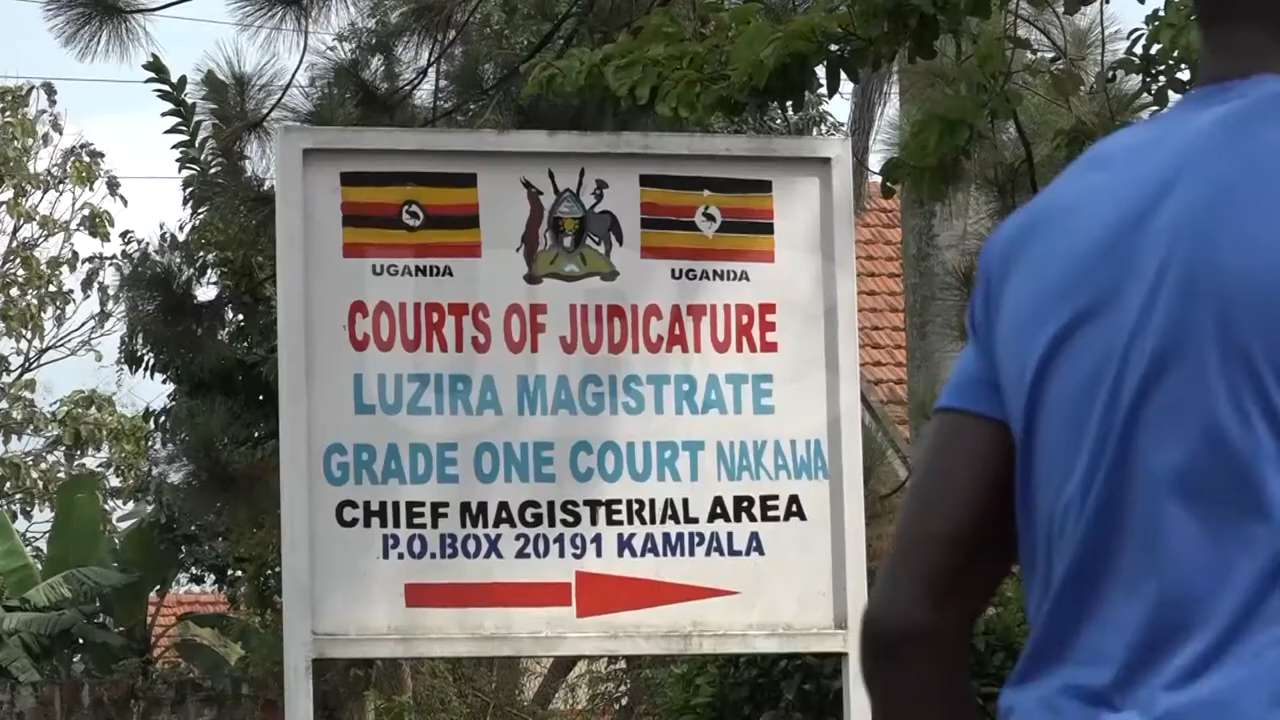 UGANDA UGANDA
COURTS OF JUDICATURE
LUZIRA MAGISTRATE
GRADE ONE COURT NAKAWA
CHIEF MAGISTERIAL AREA
P.O.BOX 20191 KAMPALA